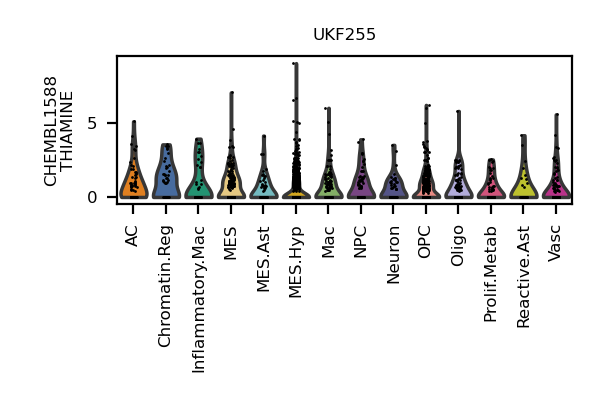 UKF255
CHEMBL1588
THIAMINE
5
0
AC
Chromatin.Reg
Inflammatory.Mac
MES
MES.Ast
MES.Hyp
Mac
NPC
Neuron
OPC
Oligo
Prolif.Metab
Reactive.Ast
Vasc